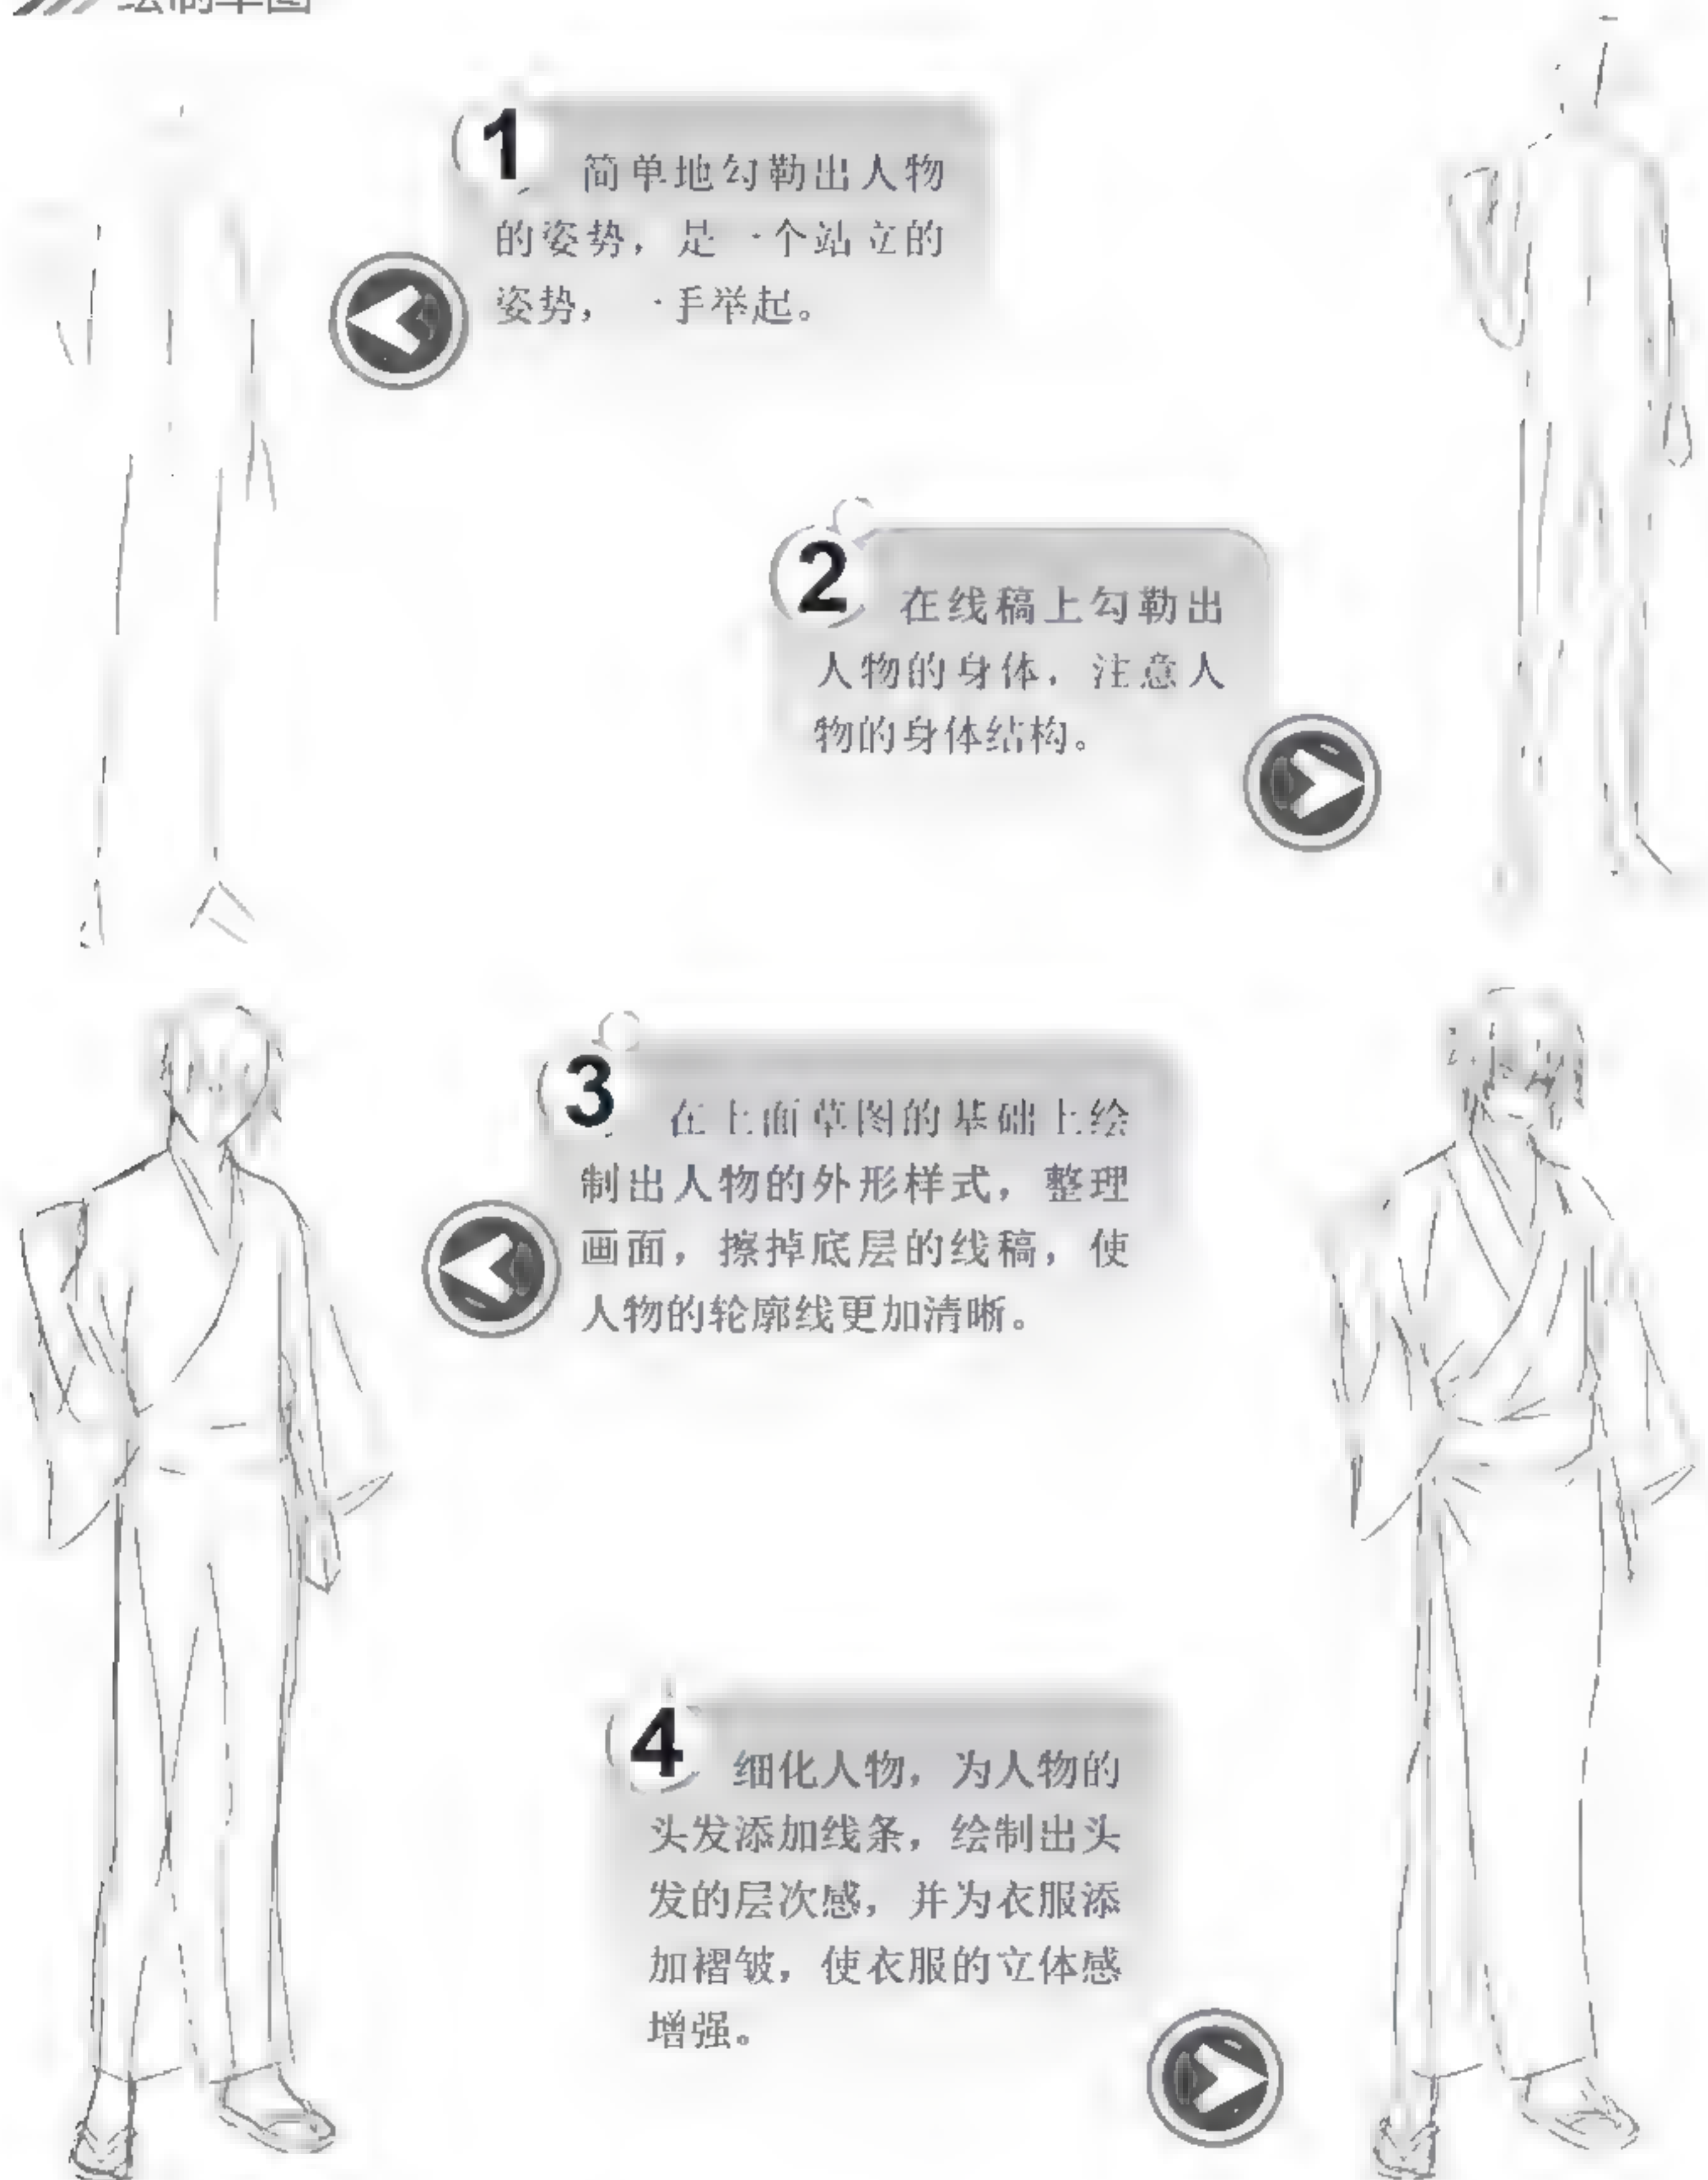 绘制草图
1
简单地勾勒出人物
的姿势，是一个站立的
姿势，一手举起。
2
在线稿上勾勒出
人物的身体，注意人
物的身体结构。
3
在上面草图的基础上绘
制出人物的外形样式，整理
画面，擦掉底层的线稿，使
人物的轮廓线更加清晰。
4
细化人物，为人物的
头发添加线条，绘制出头
发的层次感，并为衣服添
加褶皱，使衣服的立体感
增强。